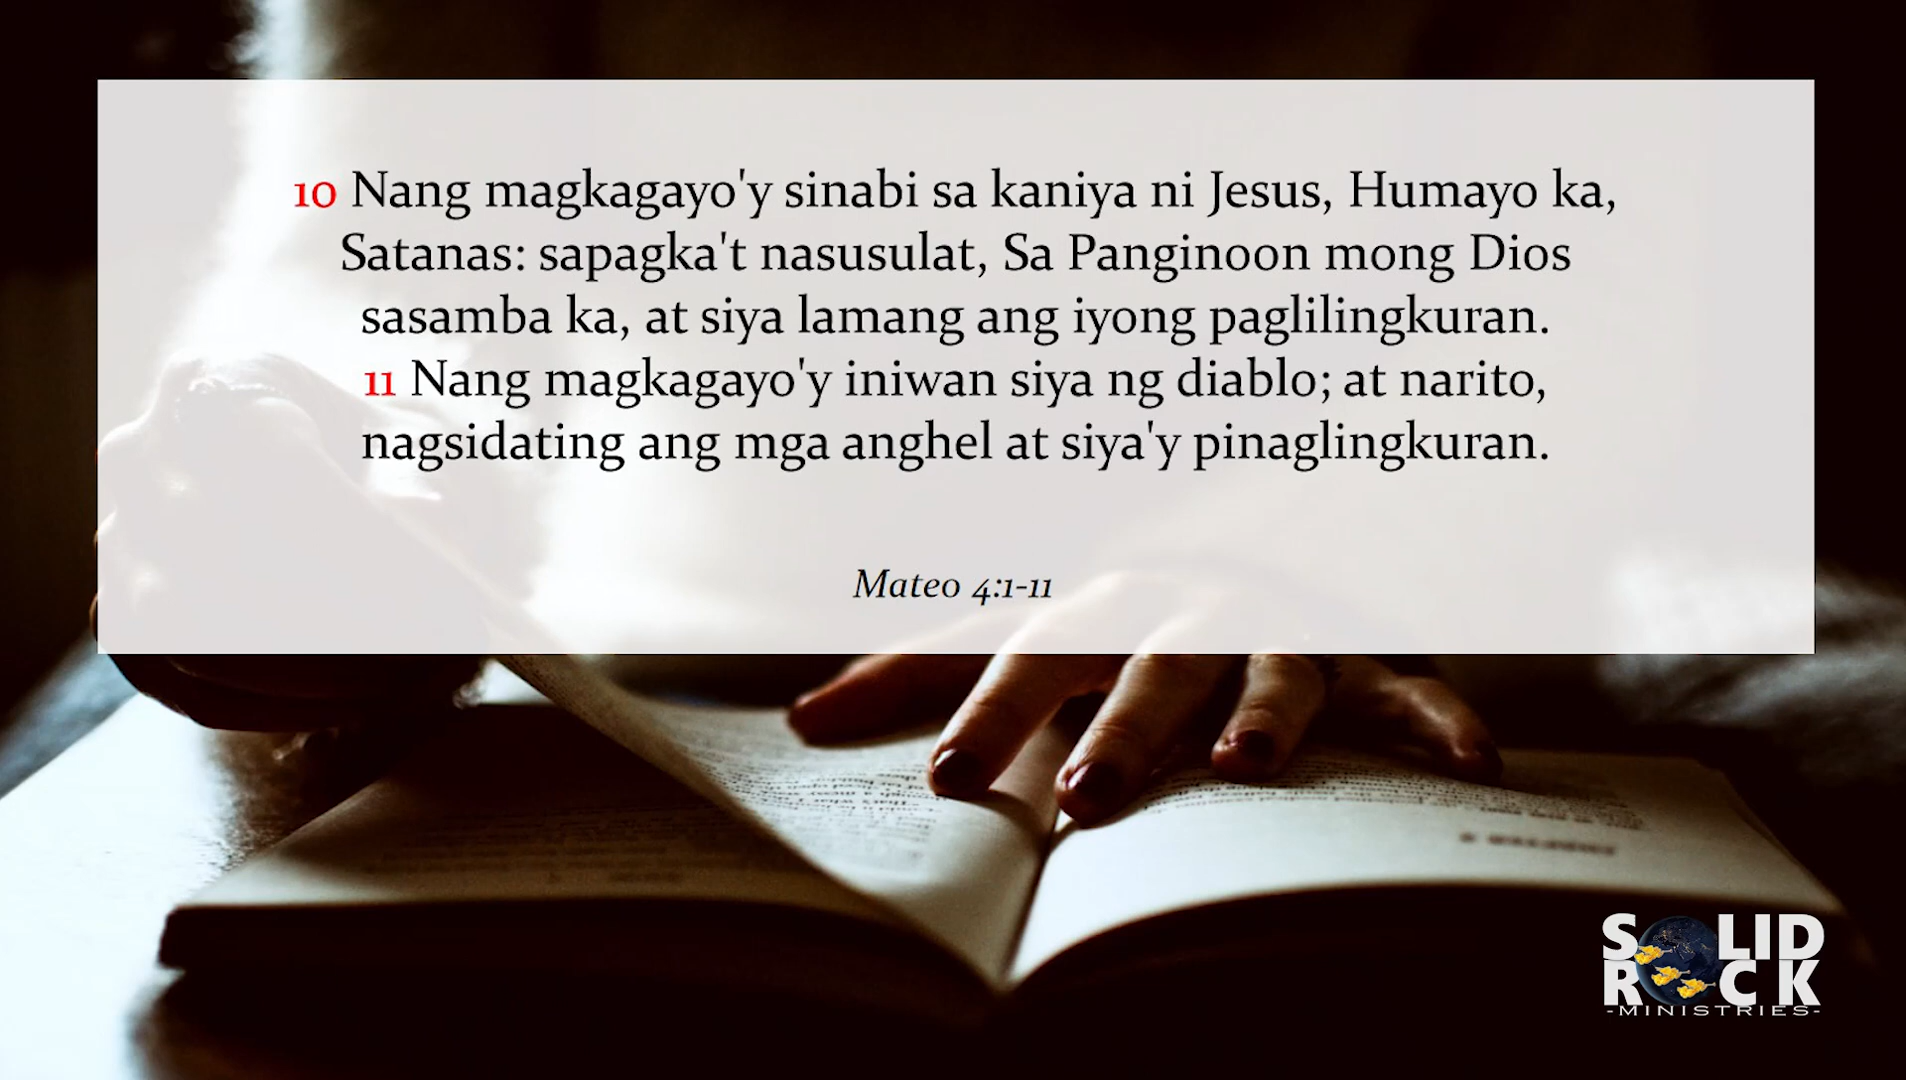 10 Nang magkagayo'y sinabi sa kaniya ni Jesus, Humayo ka,
Satanas: sapagka't nasusulat, Sa Panginoon mong Dios
sasamba ka, at siya lamang ang iyong paglilingkuran.
11 Nang magkagayo'y iniwan siya ng diablo; at narito,
nagsidating ang mga anghel at siya'y pinaglingkuran.
Mateo 4:1-11
SOLID
ROCK
-MINISTRIES-